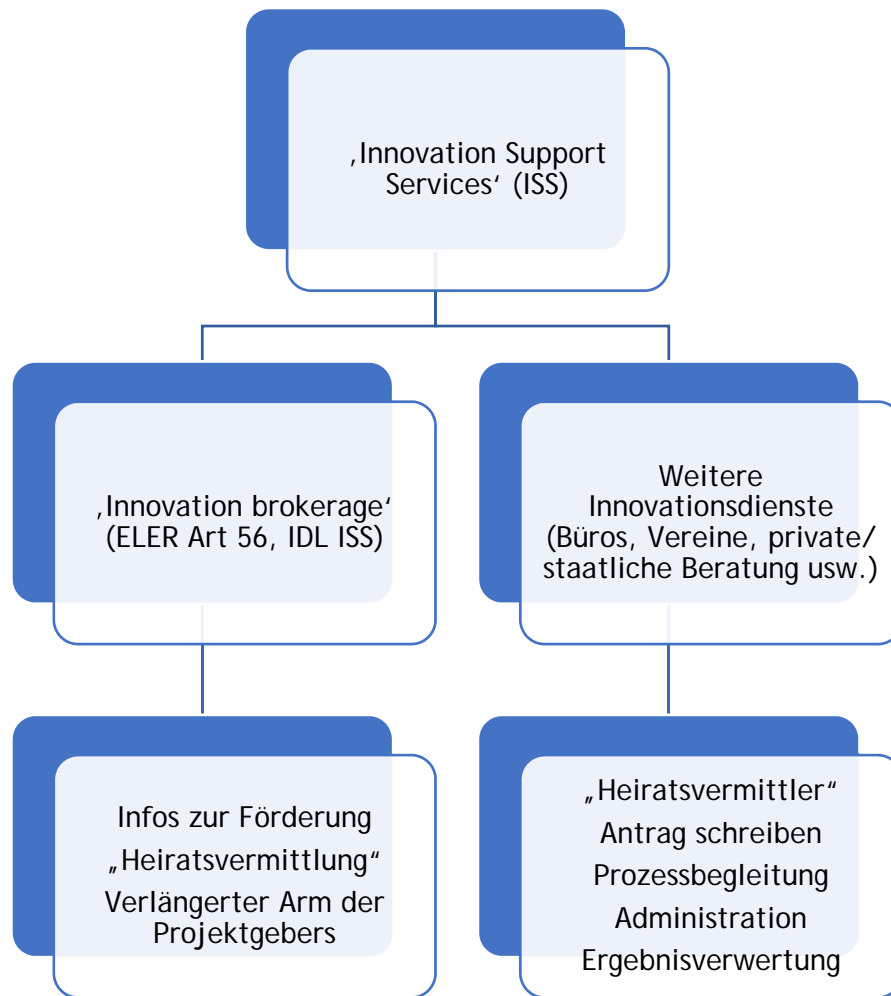 ‚Innovation Support
Services‘ (ISS)
‚Innovation brokerage‘
(ELER Art 56, IDL ISS)
Weitere
Innovationsdienste
(Büros, Vereine, private/
staatliche Beratung usw.)
Infos zur Förderung
„Heiratsvermittlung“
Verlängerter Arm der
Projektgebers
„Heiratsvermittler“
Antrag schreiben
Prozessbegleitung
Administration
Ergebnisverwertung